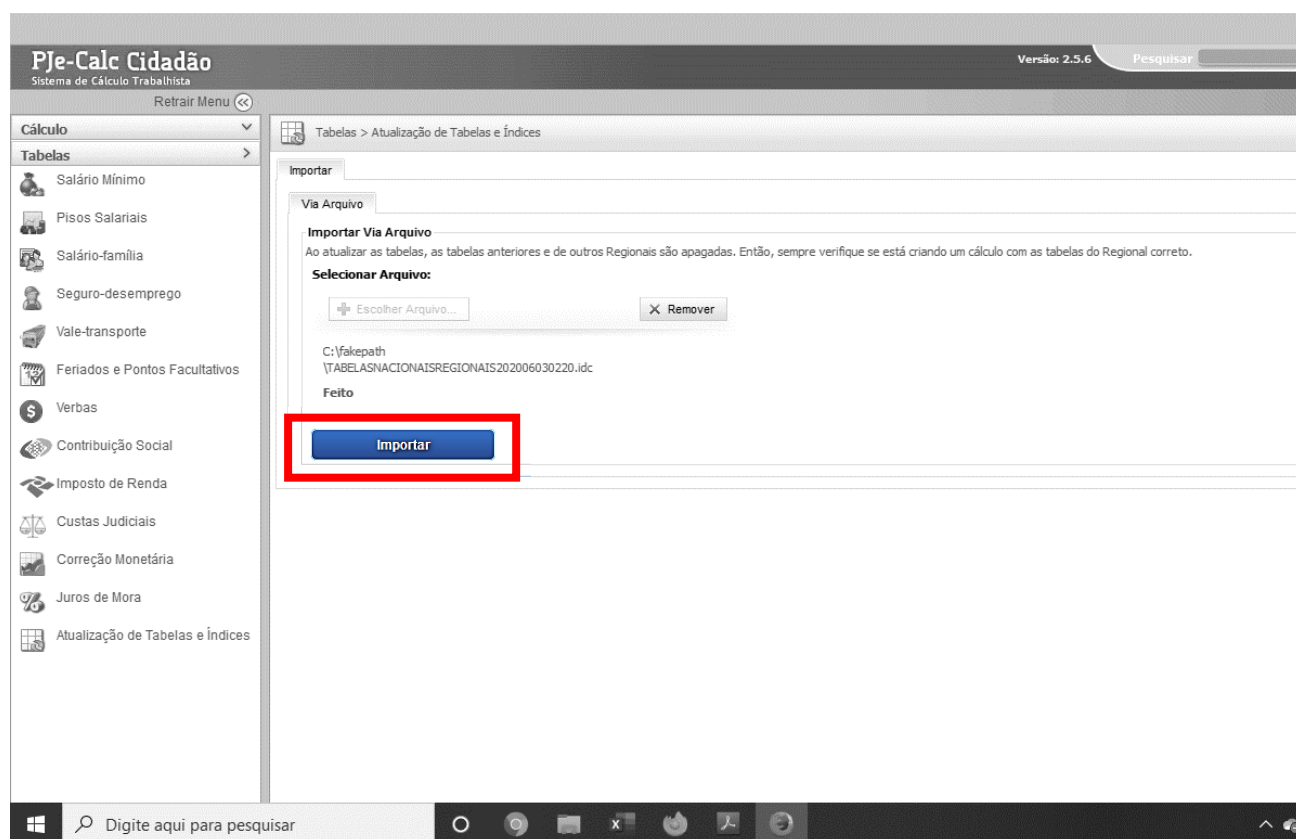 PJe-Calc Cidadão
Sistema de Cálculo Trabalhista
Versão: 2.5.6
Pesquisar
Retrair Menu
Cálculo
Tabelas
Salário Mínimo
Pisos Salariais
Salário-família
Seguro-desemprego
Vale-transporte
Feriados e Pontos Facultativos
Verbas
Contribuição Social
Imposto de Renda
Custas Judiciais
Correção Monetária
Juros de Mora
Atualização de Tabelas e Índices
Tabelas > Atualização de Tabelas e Índices
Importar
Via Arquivo
Importar Via Arquivo
Ao atualizar as tabelas, as tabelas anteriores e de outros Regionais são apagadas. Então, sempre verifique se está criando um cálculo com as tabelas do Regional correto.
Selecionar Arquivo:
Escolher Arquivo...
Remover
C:\fakepath
\TABELASNACIONAISREGIONAIS202006030220.idc
Feito
Importar
Digite aqui para pesquisar